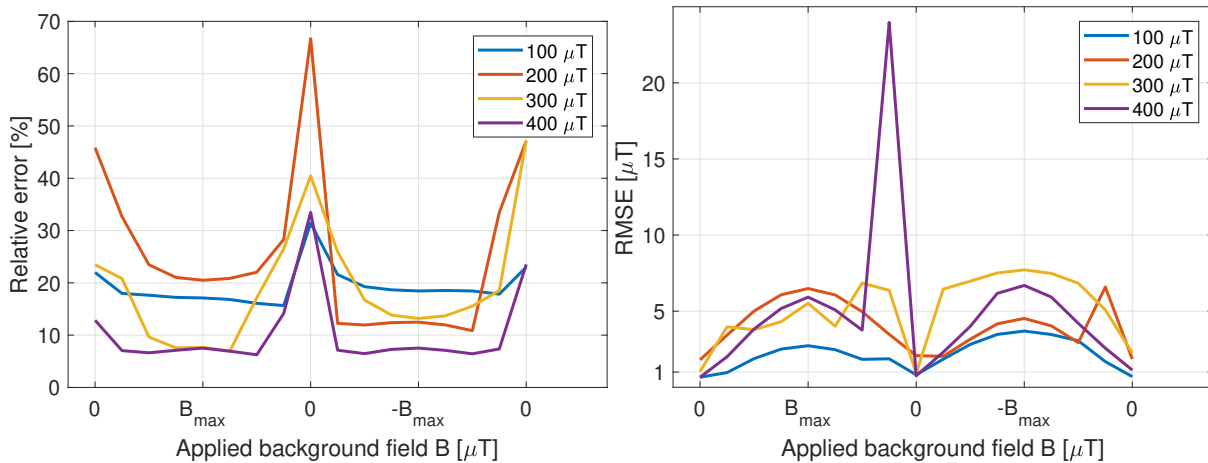 70
60
50
40
30
20
10
0
Relative error [%]
100 μT
200 μT
300 μT
400 μT
0 B_max 0 -B_max 0
Applied background field B [μT]
20
15
10
5
1
RMSE [μT]
100 μT
200 μT
300 μT
400 μT
0 B_max 0 -B_max 0
Applied background field B [μT]